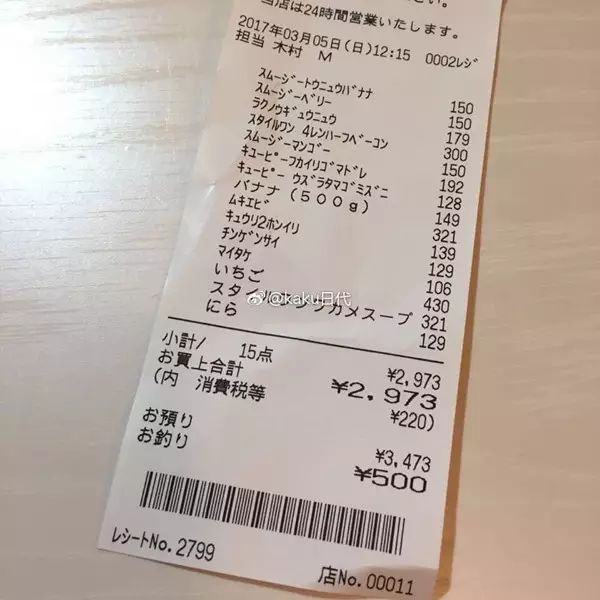 さい。
当店は24時間営業いたします。
2017年03月05日(日)12:15 0002レジ
担当 木村 M
スムージートウニュウバナナ 150
スムージーベリー 150
ラクノウギュウニュウ 179
スタイルワン 4レンハーフベーコン 300
スムージーマンゴー 150
キユーピーフカイリゴマドレ 192
キューピー ウズラタマゴミズニ 128
バナナ(500g) 149
ムキエビ 321
キュウリ2ホンイリ 139
チンゲンサイ 129
マイタケ 106
いちご 430
スタイル カメスープ 321
にら 129
小計/ 15点 ¥2,973
お買上合計 ¥2,973
(内 消費税等 ¥220)
お預り ¥3,473
お釣り ¥500
レシートNo.2799 店No.00011
@kaku日代